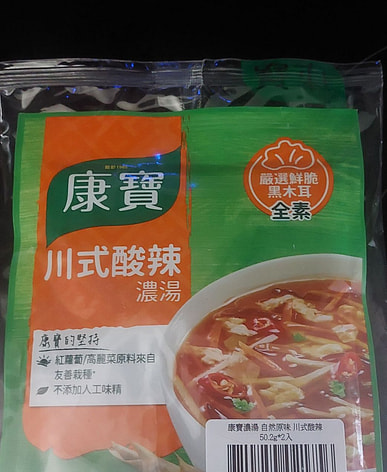 康寶
嚴選鮮脆
黑木耳
全素
川式酸辣
濃湯
康寶的堅持
紅蘿蔔/高麗菜原料來自
友善栽種*
不添加人工味精
康寶濃湯 自然原味 川式酸辣
50.2g*2入